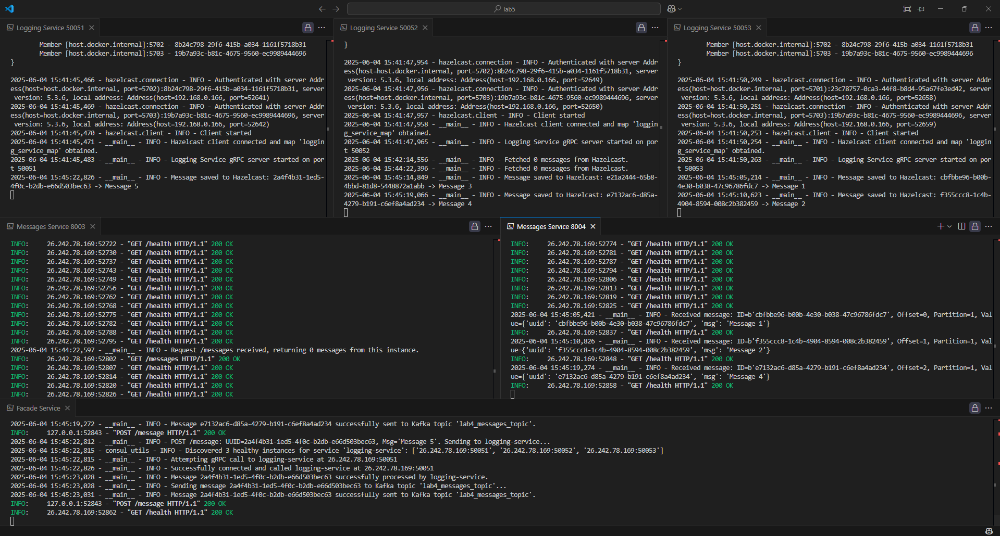 lab5
Logging Service 50051
Member [host.docker.internal]:5702 - 8b24c798-29f6-415b-a034-1161f5718b31
Member [host.docker.internal]:5703 - 19b7a93c-b81c-4675-9560-ec9989444696
}
2025-06-04 15:41:45,466 - hazelcast.connection - INFO - Authenticated with server Addr
ess(host=host.docker.internal, port=5702):8b24c798-29f6-415b-a034-1161f5718b31, server
version: 5.3.6, local address: Address(host=192.168.0.166, port=52641)
2025-06-04 15:41:45,469 - hazelcast.connection - INFO - Authenticated with server Addr
ess(host=host.docker.internal, port=5703):19b7a93c-b81c-4675-9560-ec9989444696, server
version: 5.3.6, local address: Address(host=192.168.0.166, port=52642)
2025-06-04 15:41:45,470 - hazelcast.client - INFO - Client started
2025-06-04 15:41:45,471 - __main__ - INFO - Hazelcast client connected and map 'loggin
g_service_map' obtained.
2025-06-04 15:41:45,483 - __main__ - INFO - Logging Service gRPC server started on por
t 50051
2025-06-04 15:45:22,826 - __main__ - INFO - Message saved to Hazelcast: 2a4f4b31-1ed5-
4f0c-b2db-e66d503bec63 -> Message 5
Logging Service 50052
}
2025-06-04 15:41:47,954 - hazelcast.connection - INFO - Authenticated with server Addr
ess(host=host.docker.internal, port=5702):8b24c798-29f6-415b-a034-1161f5718b31, server
version: 5.3.6, local address: Address(host=192.168.0.166, port=52649)
2025-06-04 15:41:47,956 - hazelcast.connection - INFO - Authenticated with server Addr
ess(host=host.docker.internal, port=5703):19b7a93c-b81c-4675-9560-ec9989444696, server
version: 5.3.6, local address: Address(host=192.168.0.166, port=52650)
2025-06-04 15:41:47,957 - hazelcast.client - INFO - Client started
2025-06-04 15:41:47,958 - __main__ - INFO - Hazelcast client connected and map 'loggin
g_service_map' obtained.
2025-06-04 15:41:47,965 - __main__ - INFO - Logging Service gRPC server started on por
t 50052
2025-06-04 15:42:14,556 - __main__ - INFO - Fetched 0 messages from Hazelcast.
2025-06-04 15:44:22,396 - __main__ - INFO - Fetched 0 messages from Hazelcast.
2025-06-04 15:45:14,849 - __main__ - INFO - Message saved to Hazelcast: e21a2444-65b8-
4bbd-81d8-5448872a1abb -> Message 3
2025-06-04 15:45:19,066 - __main__ - INFO - Message saved to Hazelcast: e7132ac6-d85a-
4279-b191-c6ef8a4ad234 -> Message 4
Logging Service 50053
Member [host.docker.internal]:5702 - 8b24c798-29f6-415b-a034-1161f5718b31
Member [host.docker.internal]:5703 - 19b7a93c-b81c-4675-9560-ec9989444696
}
2025-06-04 15:41:50,249 - hazelcast.connection - INFO - Authenticated with server Addr
ess(host=host.docker.internal, port=5701):23c78757-0ca3-44f8-b8d4-95a67fe3ed42, server
version: 5.3.6, local address: Address(host=192.168.0.166, port=52658)
2025-06-04 15:41:50,251 - hazelcast.connection - INFO - Authenticated with server Addr
ess(host=host.docker.internal, port=5703):19b7a93c-b81c-4675-9560-ec9989444696, server
version: 5.3.6, local address: Address(host=192.168.0.166, port=52659)
2025-06-04 15:41:50,253 - hazelcast.client - INFO - Client started
2025-06-04 15:41:50,254 - __main__ - INFO - Hazelcast client connected and map 'loggin
g_service_map' obtained.
2025-06-04 15:41:50,263 - __main__ - INFO - Logging Service gRPC server started on por
t 50053
2025-06-04 15:45:05,214 - __main__ - INFO - Message saved to Hazelcast: cbfbbe96-b00b-
4e30-b038-47c96786fdc7 -> Message 1
2025-06-04 15:45:10,623 - __main__ - INFO - Message saved to Hazelcast: f355ccc8-1c4b-
4904-8594-008c2b382459 -> Message 2
Messages Service 8003
INFO: 26.242.78.169:52722 - "GET /health HTTP/1.1" 200 OK
INFO: 26.242.78.169:52730 - "GET /health HTTP/1.1" 200 OK
INFO: 26.242.78.169:52737 - "GET /health HTTP/1.1" 200 OK
INFO: 26.242.78.169:52743 - "GET /health HTTP/1.1" 200 OK
INFO: 26.242.78.169:52749 - "GET /health HTTP/1.1" 200 OK
INFO: 26.242.78.169:52756 - "GET /health HTTP/1.1" 200 OK
INFO: 26.242.78.169:52762 - "GET /health HTTP/1.1" 200 OK
INFO: 26.242.78.169:52768 - "GET /health HTTP/1.1" 200 OK
INFO: 26.242.78.169:52775 - "GET /health HTTP/1.1" 200 OK
INFO: 26.242.78.169:52782 - "GET /health HTTP/1.1" 200 OK
INFO: 26.242.78.169:52788 - "GET /health HTTP/1.1" 200 OK
INFO: 26.242.78.169:52795 - "GET /health HTTP/1.1" 200 OK
2025-06-04 15:44:22,597 - __main__ - INFO - Request /messages received, returning 0 messages from this instance.
INFO: 26.242.78.169:52802 - "GET /messages HTTP/1.1" 200 OK
INFO: 26.242.78.169:52807 - "GET /health HTTP/1.1" 200 OK
INFO: 26.242.78.169:52814 - "GET /health HTTP/1.1" 200 OK
INFO: 26.242.78.169:52820 - "GET /health HTTP/1.1" 200 OK
INFO: 26.242.78.169:52826 - "GET /health HTTP/1.1" 200 OK
Messages Service 8004
INFO: 26.242.78.169:52774 - "GET /health HTTP/1.1" 200 OK
INFO: 26.242.78.169:52781 - "GET /health HTTP/1.1" 200 OK
INFO: 26.242.78.169:52787 - "GET /health HTTP/1.1" 200 OK
INFO: 26.242.78.169:52794 - "GET /health HTTP/1.1" 200 OK
INFO: 26.242.78.169:52806 - "GET /health HTTP/1.1" 200 OK
INFO: 26.242.78.169:52813 - "GET /health HTTP/1.1" 200 OK
INFO: 26.242.78.169:52819 - "GET /health HTTP/1.1" 200 OK
INFO: 26.242.78.169:52825 - "GET /health HTTP/1.1" 200 OK
2025-06-04 15:45:05,421 - __main__ - INFO - Received message: ID=b'cbfbbe96-b00b-4e30-b038-47c96786fdc7', Offset=0, Partition=1, Val
ue={'uuid': 'cbfbbe96-b00b-4e30-b038-47c96786fdc7', 'msg': 'Message 1'}
INFO: 26.242.78.169:52837 - "GET /health HTTP/1.1" 200 OK
2025-06-04 15:45:10,826 - __main__ - INFO - Received message: ID=b'f355ccc8-1c4b-4904-8594-008c2b382459', Offset=1, Partition=1, Val
ue={'uuid': 'f355ccc8-1c4b-4904-8594-008c2b382459', 'msg': 'Message 2'}
INFO: 26.242.78.169:52848 - "GET /health HTTP/1.1" 200 OK
2025-06-04 15:45:19,274 - __main__ - INFO - Received message: ID=b'e7132ac6-d85a-4279-b191-c6ef8a4ad234', Offset=2, Partition=1, Val
ue={'uuid': 'e7132ac6-d85a-4279-b191-c6ef8a4ad234', 'msg': 'Message 4'}
INFO: 26.242.78.169:52858 - "GET /health HTTP/1.1" 200 OK
Facade Service
2025-06-04 15:45:19,272 - __main__ - INFO - Message e7132ac6-d85a-4279-b191-c6ef8a4ad234 successfully sent to Kafka topic 'lab4_messages_topic'.
INFO: 127.0.0.1:52843 - "POST /message HTTP/1.1" 200 OK
2025-06-04 15:45:22,812 - __main__ - INFO - POST /message: UUID=2a4f4b31-1ed5-4f0c-b2db-e66d503bec63, Msg='Message 5'. Sending to logging-service...
2025-06-04 15:45:22,815 - consul_utils - INFO - Discovered 3 healthy instances for service 'logging-service': ['26.242.78.169:50051', '26.242.78.169:50052', '26.242.78.169:50053']
2025-06-04 15:45:22,815 - __main__ - INFO - Attempting gRPC call to logging-service at 26.242.78.169:50051
2025-06-04 15:45:22,826 - __main__ - INFO - Successfully connected and called logging-service at 26.242.78.169:50051
2025-06-04 15:45:23,028 - __main__ - INFO - Message 2a4f4b31-1ed5-4f0c-b2db-e66d503bec63 successfully processed by logging-service.
2025-06-04 15:45:23,028 - __main__ - INFO - Sending message 2a4f4b31-1ed5-4f0c-b2db-e66d503bec63 to Kafka topic 'lab4_messages_topic'...
2025-06-04 15:45:23,031 - __main__ - INFO - Message 2a4f4b31-1ed5-4f0c-b2db-e66d503bec63 successfully sent to Kafka topic 'lab4_messages_topic'.
INFO: 127.0.0.1:52843 - "POST /message HTTP/1.1" 200 OK
INFO: 26.242.78.169:52862 - "GET /health HTTP/1.1" 200 OK